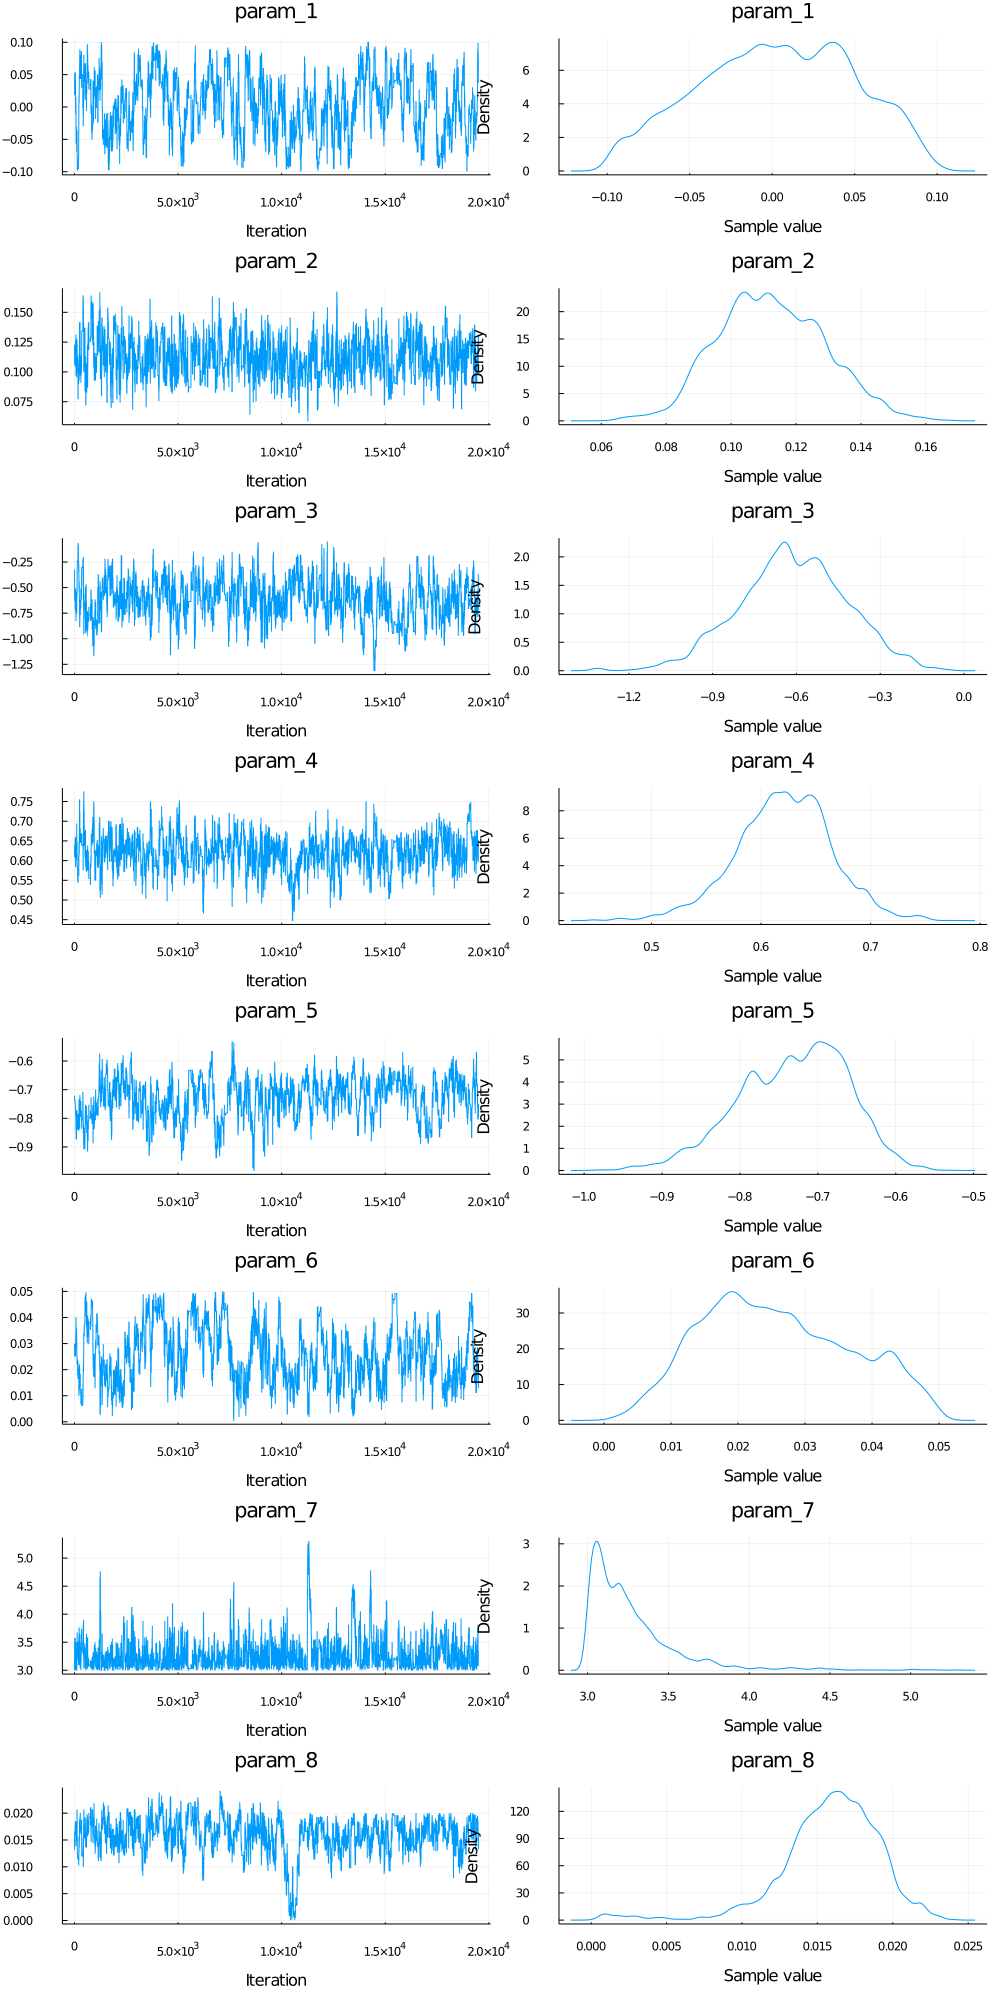 param_1 param_1
0.10
0.05
0.00
−0.05
−0.10
Density
6
4
2
0
0 5.0×10³ 1.0×10⁴ 1.5×10⁴ 2.0×10⁴
−0.10 −0.05 0.00 0.05 0.10
Iteration Sample value
param_2 param_2
0.150
0.125
0.100
0.075
Density
20
15
10
5
0
0 5.0×10³ 1.0×10⁴ 1.5×10⁴ 2.0×10⁴
0.06 0.08 0.10 0.12 0.14 0.16
Iteration Sample value
param_3 param_3
−0.25
−0.50
−0.75
−1.00
−1.25
Density
2.0
1.5
1.0
0.5
0.0
0 5.0×10³ 1.0×10⁴ 1.5×10⁴ 2.0×10⁴
−1.2 −0.9 −0.6 −0.3 0.0
Iteration Sample value
param_4 param_4
0.75
0.70
0.65
0.60
0.55
0.50
0.45
Density
8
6
4
2
0
0 5.0×10³ 1.0×10⁴ 1.5×10⁴ 2.0×10⁴
0.5 0.6 0.7 0.8
Iteration Sample value
param_5 param_5
−0.6
−0.7
−0.8
−0.9
Density
5
4
3
2
1
0
0 5.0×10³ 1.0×10⁴ 1.5×10⁴ 2.0×10⁴
−1.0 −0.9 −0.8 −0.7 −0.6 −0.5
Iteration Sample value
param_6 param_6
0.05
0.04
0.03
0.02
0.01
0.00
Density
30
20
10
0
0 5.0×10³ 1.0×10⁴ 1.5×10⁴ 2.0×10⁴
0.00 0.01 0.02 0.03 0.04 0.05
Iteration Sample value
param_7 param_7
5.0
4.5
4.0
3.5
3.0
Density
3
2
1
0
0 5.0×10³ 1.0×10⁴ 1.5×10⁴ 2.0×10⁴
3.0 3.5 4.0 4.5 5.0
Iteration Sample value
param_8 param_8
0.020
0.015
0.010
0.005
0.000
Density
120
90
60
30
0
0 5.0×10³ 1.0×10⁴ 1.5×10⁴ 2.0×10⁴
0.000 0.005 0.010 0.015 0.020 0.025
Iteration Sample value